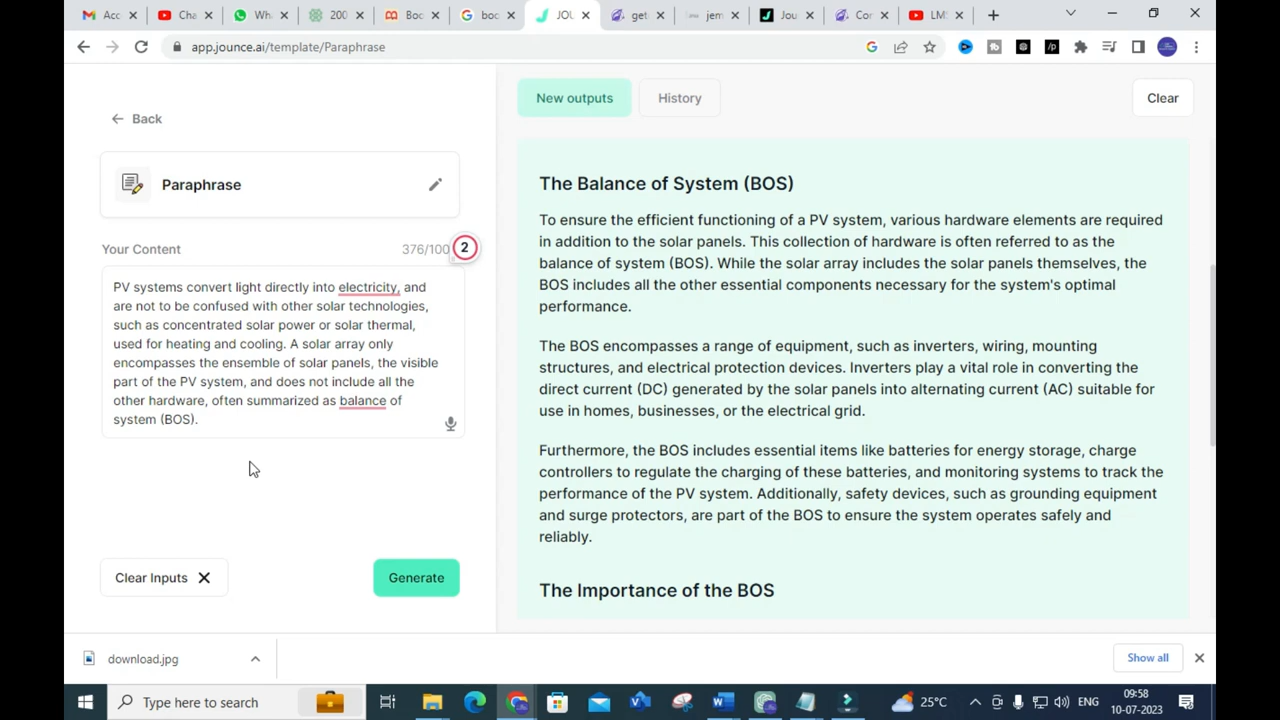 Acc
Cha
Wha
200
Boc
boc
JOU
get-
jem
Jou
Cor
LMS
app.jounce.ai/template/Paraphrase
Back
New outputs
History
Clear
Paraphrase
Your Content
376/100
2
PV systems convert light directly into electricity, and
are not to be confused with other solar technologies,
such as concentrated solar power or solar thermal,
used for heating and cooling. A solar array only
encompasses the ensemble of solar panels, the visible
part of the PV system, and does not include all the
other hardware, often summarized as balance of
system (BOS).
Clear Inputs
Generate
The Balance of System (BOS)
To ensure the efficient functioning of a PV system, various hardware elements are required
in addition to the solar panels. This collection of hardware is often referred to as the
balance of system (BOS). While the solar array includes the solar panels themselves, the
BOS includes all the other essential components necessary for the system's optimal
performance.
The BOS encompasses a range of equipment, such as inverters, wiring, mounting
structures, and electrical protection devices. Inverters play a vital role in converting the
direct current (DC) generated by the solar panels into alternating current (AC) suitable for
use in homes, businesses, or the electrical grid.
Furthermore, the BOS includes essential items like batteries for energy storage, charge
controllers to regulate the charging of these batteries, and monitoring systems to track the
performance of the PV system. Additionally, safety devices, such as grounding equipment
and surge protectors, are part of the BOS to ensure the system operates safely and
reliably.
The Importance of the BOS
download.jpg
Show all
Type here to search
25°C
ENG
09:58
10-07-2023